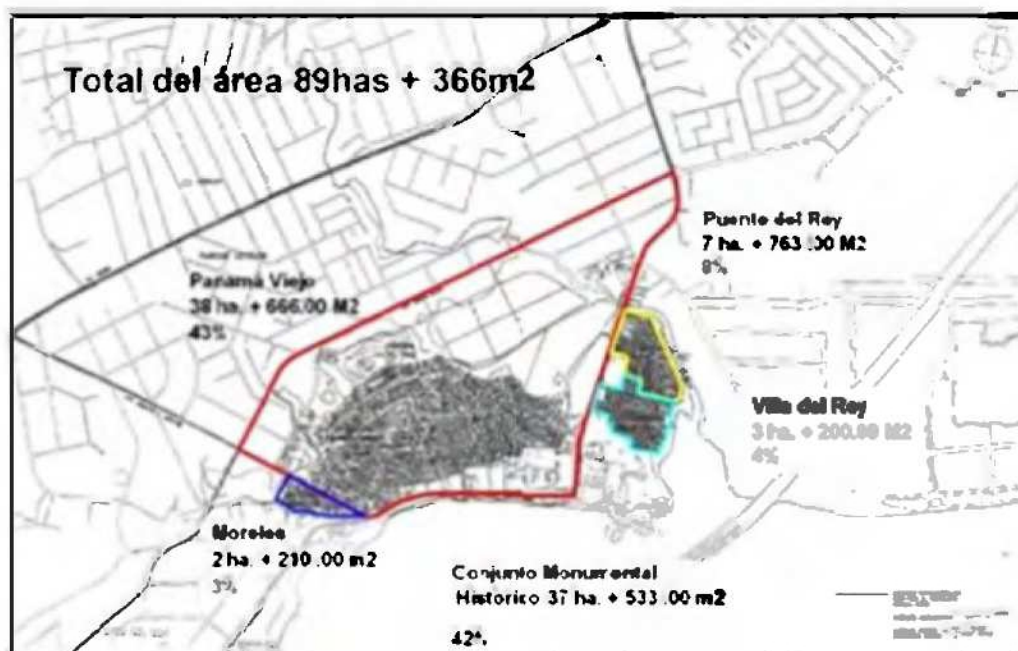 Total del área 89has + 366m2
Puente del Rey
7 ha. + 763.00 M2
8%
Panamá Viejo
38 ha. + 666.00 M2
43%
Villa del Rey
3 ha. + 200.00 M2
4%
Morelos
2 ha. + 210.00 m2
3%
Conjunto Monumental
Historico 37 ha. + 533.00 m2
42%